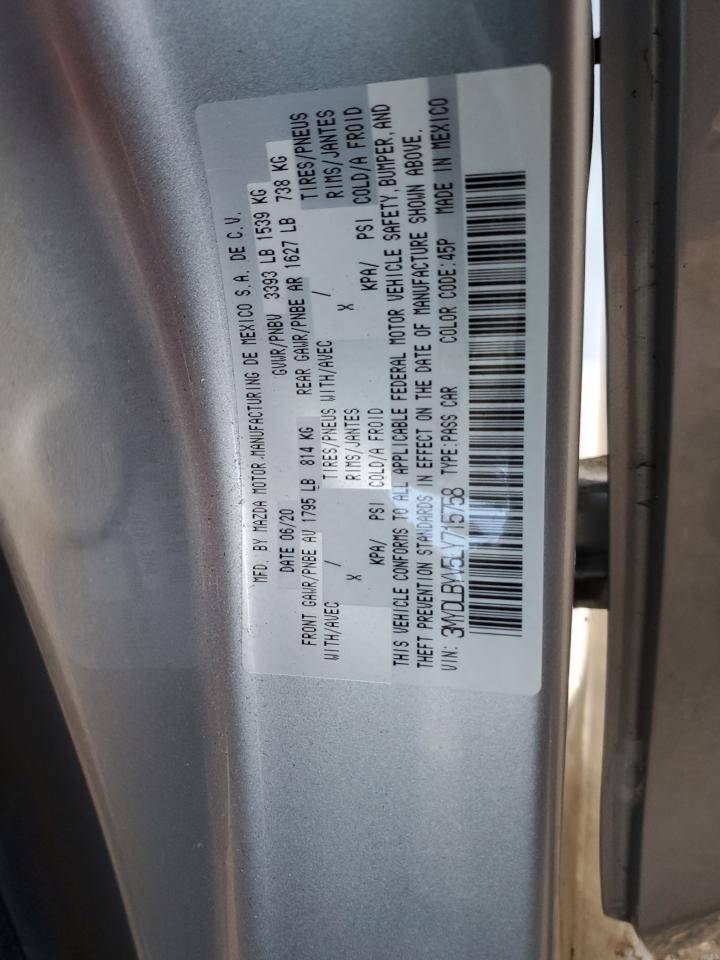 MFD. BY MAZDA MOTOR MANUFACTURING DE MEXICO S.A. DE C.V.
DATE 06/20 GVWR/PNBV 3393 LB 1539 KG
FRONT GAWR/PNBE AV 1795 LB 814 KG REAR GAWR/PNBE AR 1627 LB 738 KG
WITH/AVEC / TIRES/PNEUS WITH/AVEC / TIRES/PNEUS
X RIMS/JANTES X RIMS/JANTES
KPA/ PSI COLD/A FROID KPA/ PSI COLD/A FROID
THIS VEHICLE CONFORMS TO ALL APPLICABLE FEDERAL MOTOR VEHICLE SAFETY, BUMPER, AND
THEFT PREVENTION STANDARDS IN EFFECT ON THE DATE OF MANUFACTURE SHOWN ABOVE.
VIN: 3MYDLBYV5LY715758 TYPE:PASS CAR COLOR CODE:45P MADE IN MEXICO